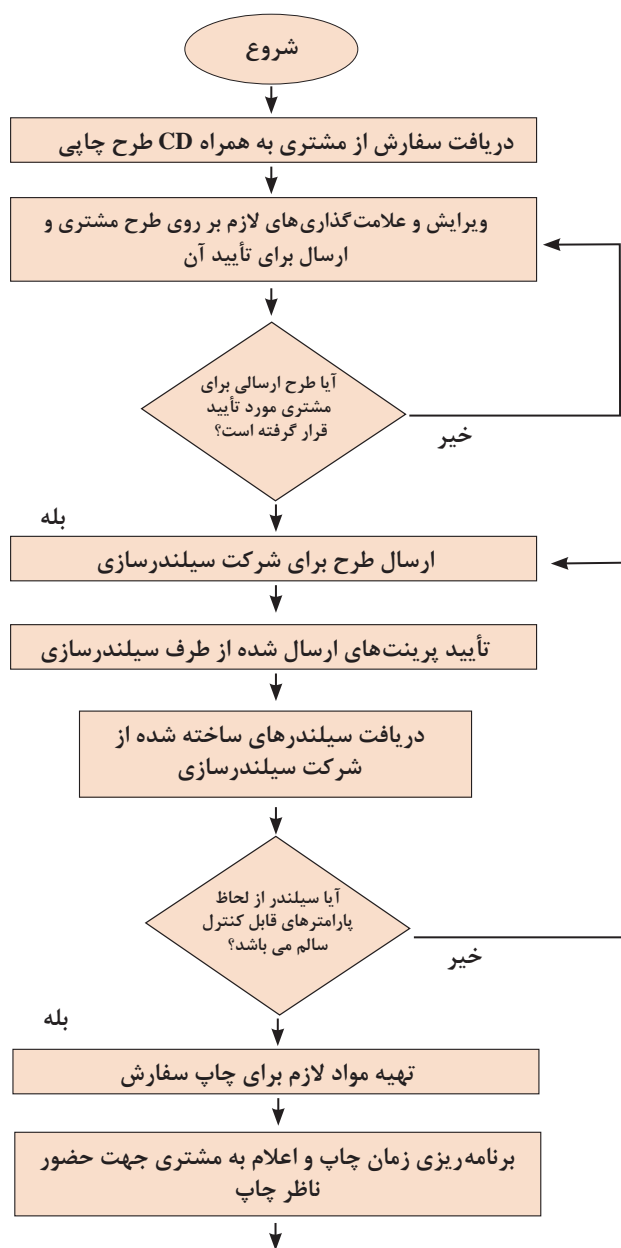 شروع
دریافت سفارش از مشتری به همراه CD طرح چاپی
ویرایش و علامت‌گذاری‌های لازم بر روی طرح مشتری و
ارسال برای تأیید آن
آیا طرح ارسالی برای
مشتری مورد تأیید
قرار گرفته است؟
خیر
بله
ارسال طرح برای شرکت سیلندرسازی
تأیید پرینت‌های ارسال شده از طرف سیلندرسازی
دریافت سیلندرهای ساخته شده از
شرکت سیلندرسازی
آیا سیلندر از لحاظ
پارامترهای قابل کنترل
سالم می باشد؟
خیر
بله
تهیه مواد لازم برای چاپ سفارش
برنامه‌ریزی زمان چاپ و اعلام به مشتری جهت حضور
ناظر چاپ